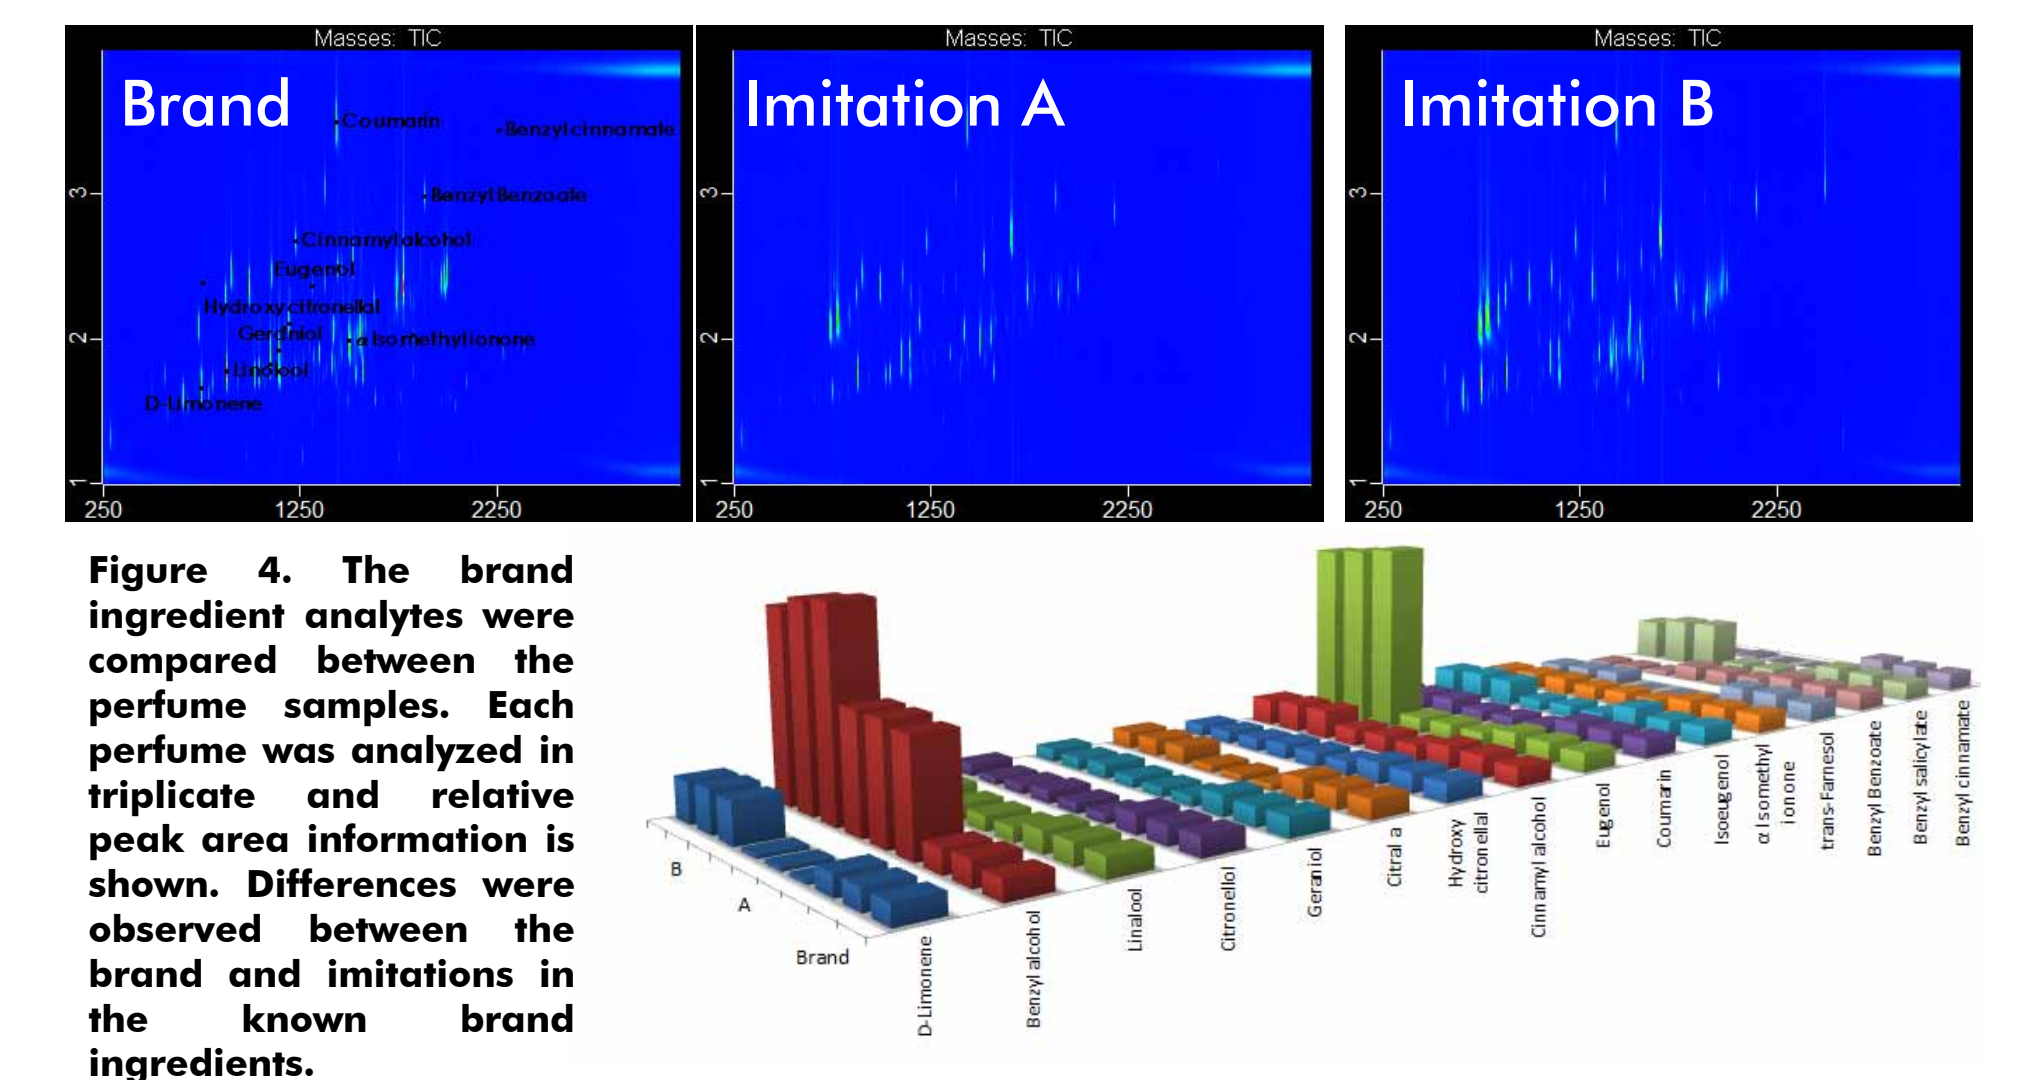 Masses: TIC
Brand
Coumarin
Benzyl cinnamate
Benzyl Benzoate
Cinnamyl alcohol
Eugenol
Hydroxycitronellal
Geraniol
α Isomethylionone
Linalool
D-Limonene
3
2
1
250 1250 2250
Masses: TIC
Imitation A
3
2
1
250 1250 2250
Masses: TIC
Imitation B
3
2
1
250 1250 2250
Figure 4. The brand
ingredient analytes were
compared between the
perfume samples. Each
perfume was analyzed in
triplicate and relative
peak area information is
shown. Differences were
observed between the
brand and imitations in
the known brand
ingredients.
B
A
Brand
D-Limonene
Benzyl alcohol
Linalool
Citronellol
Geraniol
Citral a
Hydroxy
citronellal
Cinnamyl alcohol
Eugenol
Coumarin
Isoeugenol
α Isomethyl
ionone
trans-Farnesol
Benzyl Benzoate
Benzyl salicylate
Benzyl cinnamate